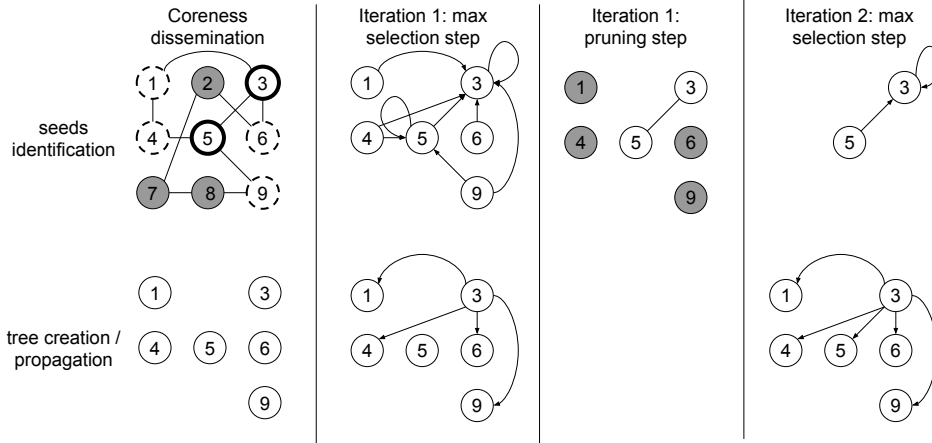 Coreness
dissemination
Iteration 1: max
selection step
Iteration 1:
pruning step
Iteration 2: max
selection step
seeds
identification
1 2 3
4 5 6
7 8 9
1 3
4 5 6
9
1 3
4 5 6
9
3
5
tree creation /
propagation
1 3
4 5 6
9
1 3
4 5 6
9
1 3
4 5 6
9